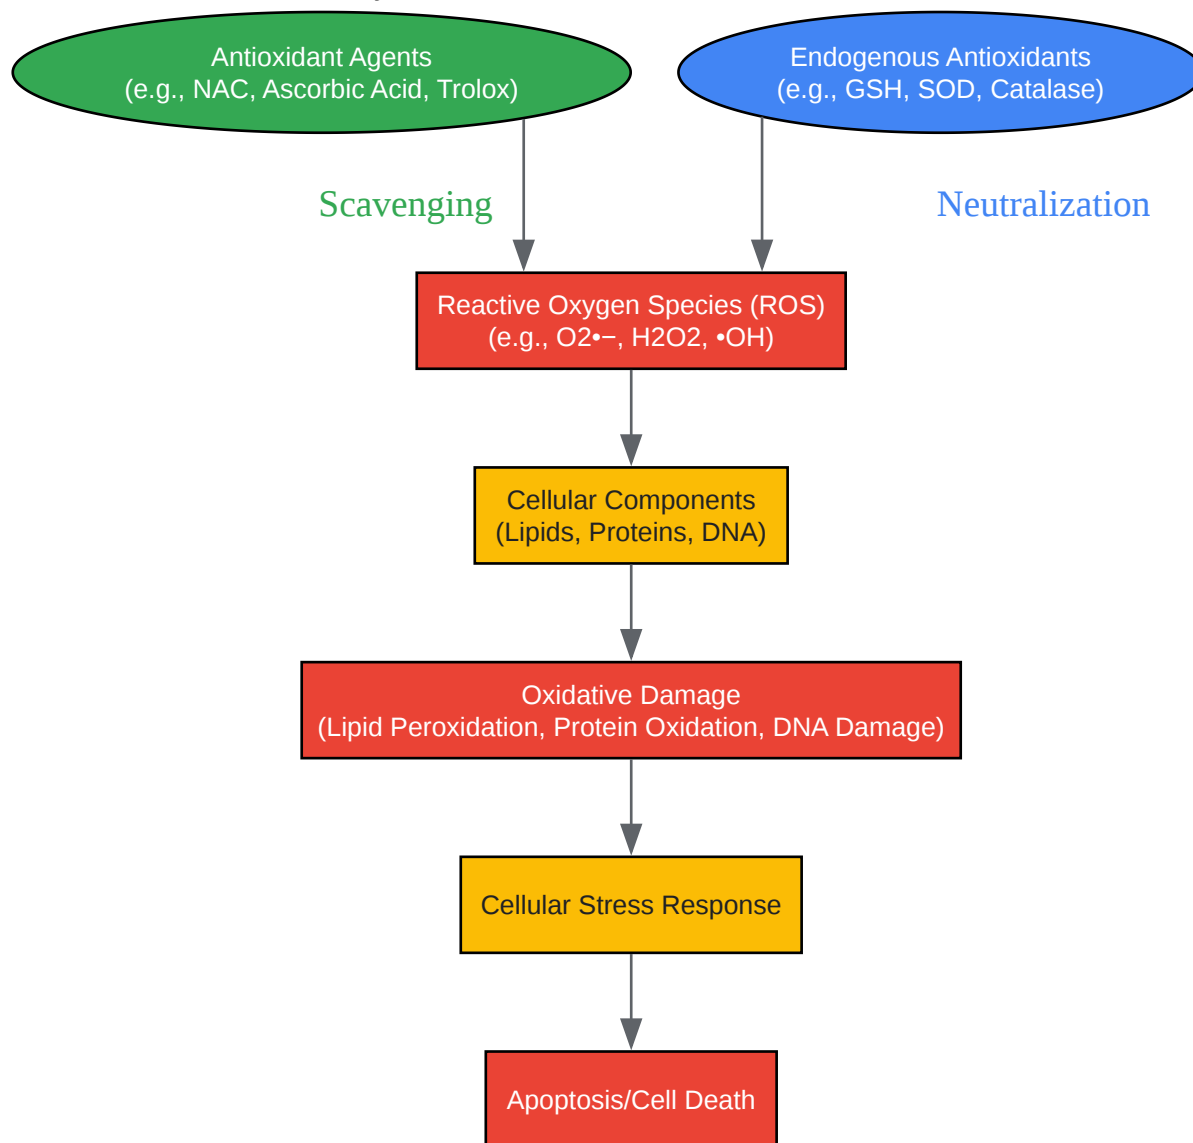 Antioxidant Agents
(e.g., NAC, Ascorbic Acid, Trolox)
Endogenous Antioxidants
(e.g., GSH, SOD, Catalase)
Scavenging
Neutralization
Reactive Oxygen Species (ROS)
(e.g., O2•−, H2O2, •OH)
Cellular Components
(Lipids, Proteins, DNA)
Oxidative Damage
(Lipid Peroxidation, Protein Oxidation, DNA Damage)
Cellular Stress Response
Apoptosis/Cell Death